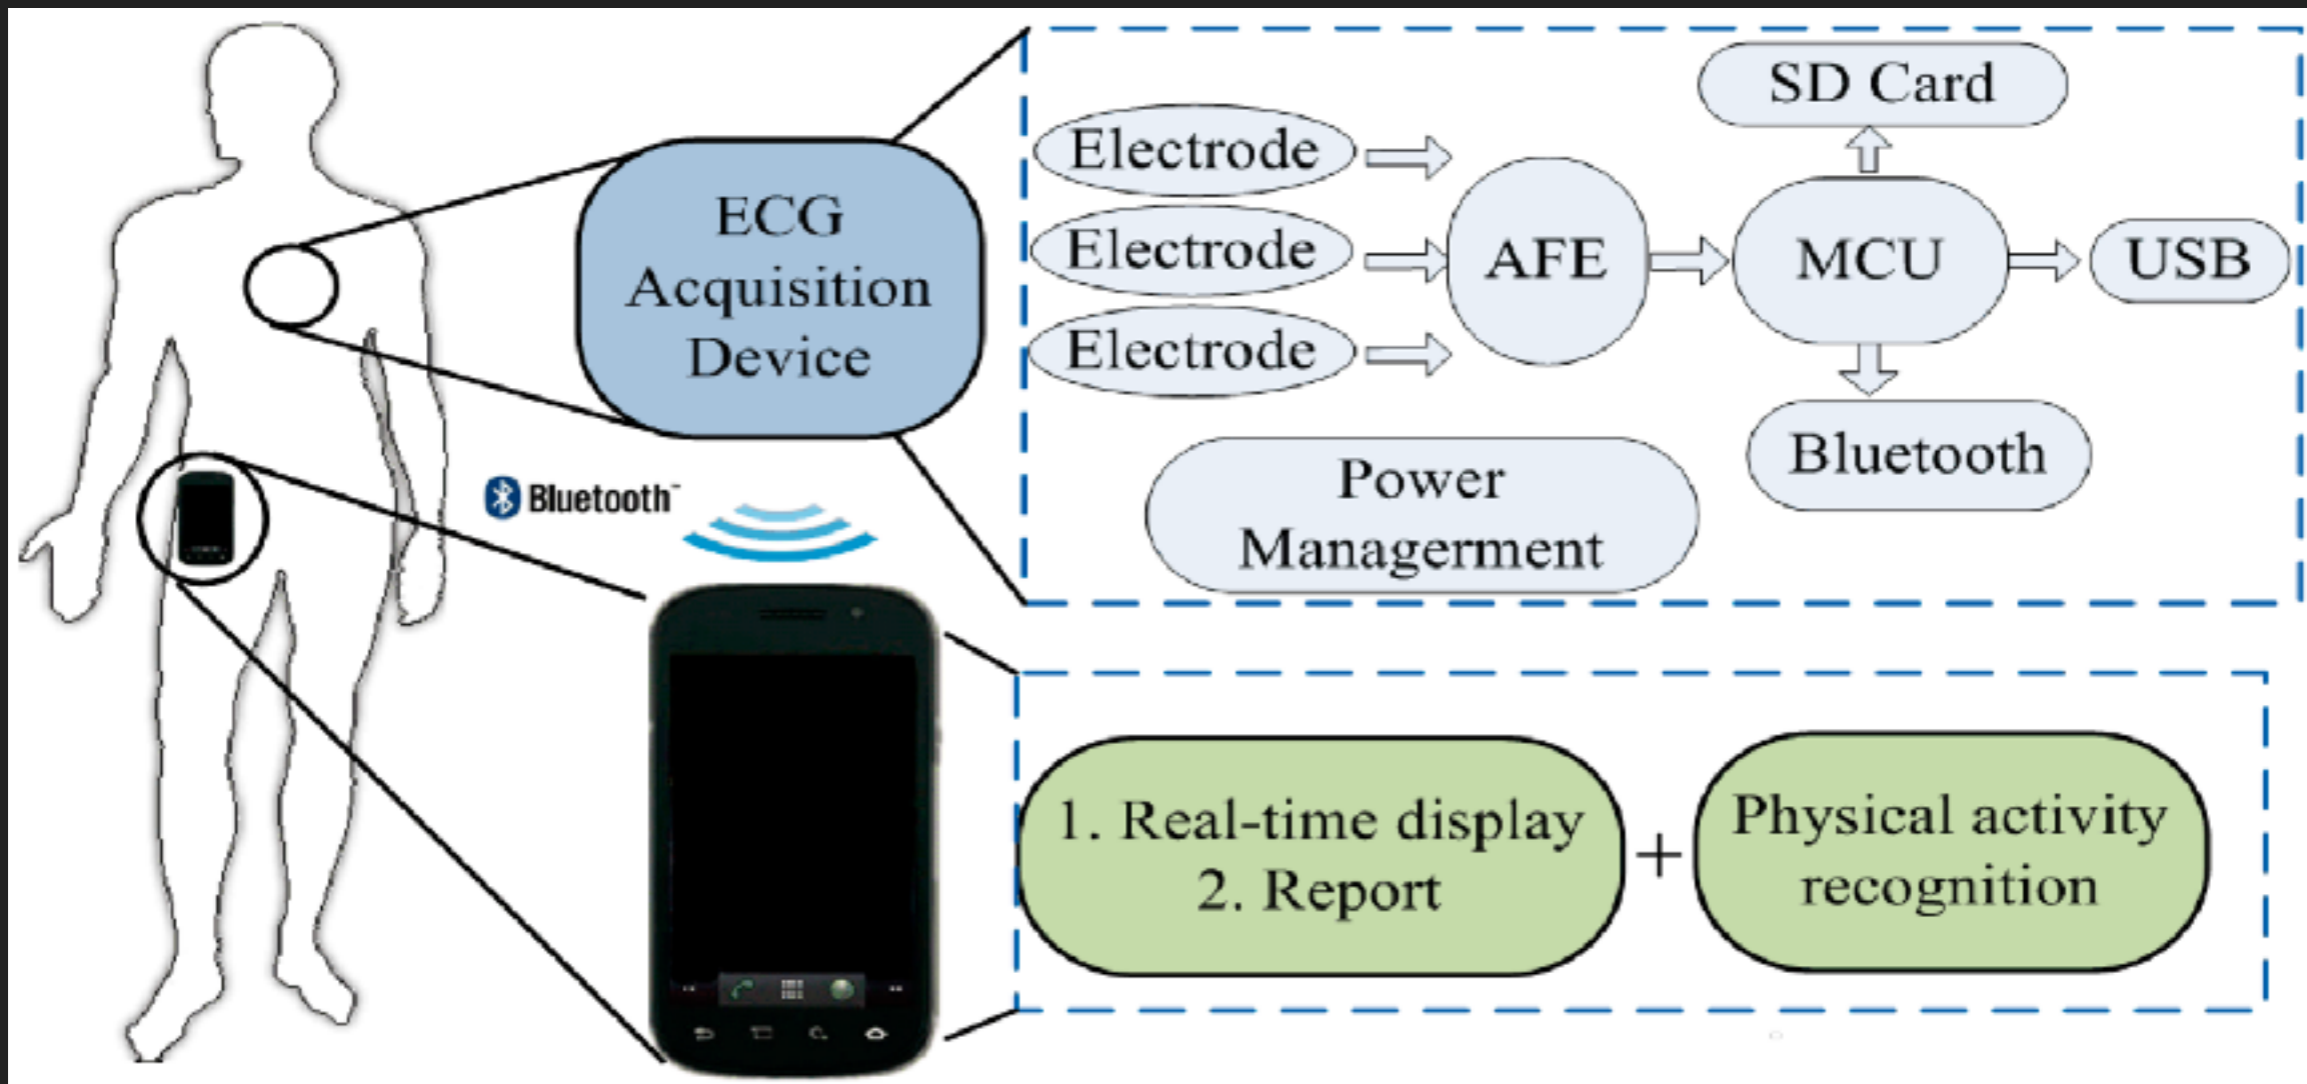 ECG
Acquisition
Device
Electrode
Electrode
Electrode
AFE
MCU
SD Card
USB
Bluetooth
Power
Managerment
Bluetooth™
1. Real-time display
2. Report
+
Physical activity
recognition